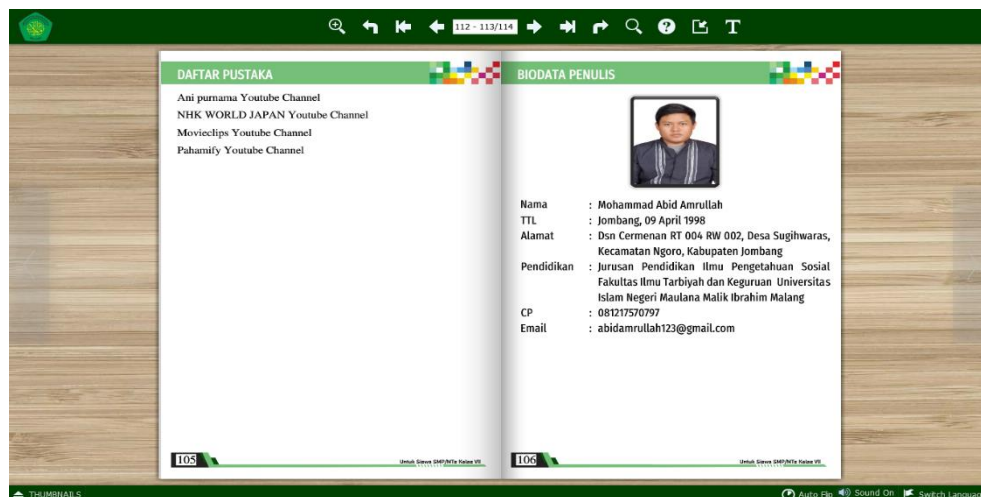 112 - 113/114
T
DAFTAR PUSTAKA
Ani purnama Youtube Channel
NHK WORLD JAPAN Youtube Channel
Movieclips Youtube Channel
Pahamify Youtube Channel
105
Untuk Siswa SMP/MTs Kelas VII
BIODATA PENULIS
Nama : Mohammad Abid Amrullah
TTL : Jombang, 09 April 1998
Alamat : Dsn Cermenan RT 004 RW 002, Desa Sugihwaras,
Kecamatan Ngoro, Kabupaten Jombang
Pendidikan : Jurusan Pendidikan Ilmu Pengetahuan Sosial
Fakultas Ilmu Tarbiyah dan Keguruan Universitas
Islam Negeri Maulana Malik Ibrahim Malang
CP : 081217570797
Email : abidamrullah123@gmail.com
106
Untuk Siswa SMP/MTs Kelas VII
THUMBNAILS
Auto Flip Sound On Switch Languag